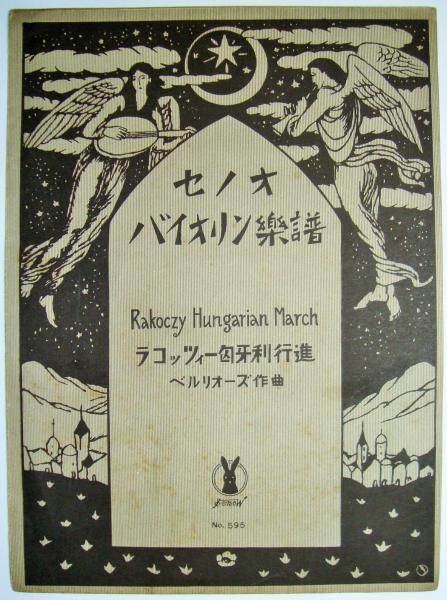 セノオ
バイオリン樂譜
Rakoczy Hungarian March
ラコッツィー匈牙利行進
ベルリオーズ作曲
SENOW
No. 595